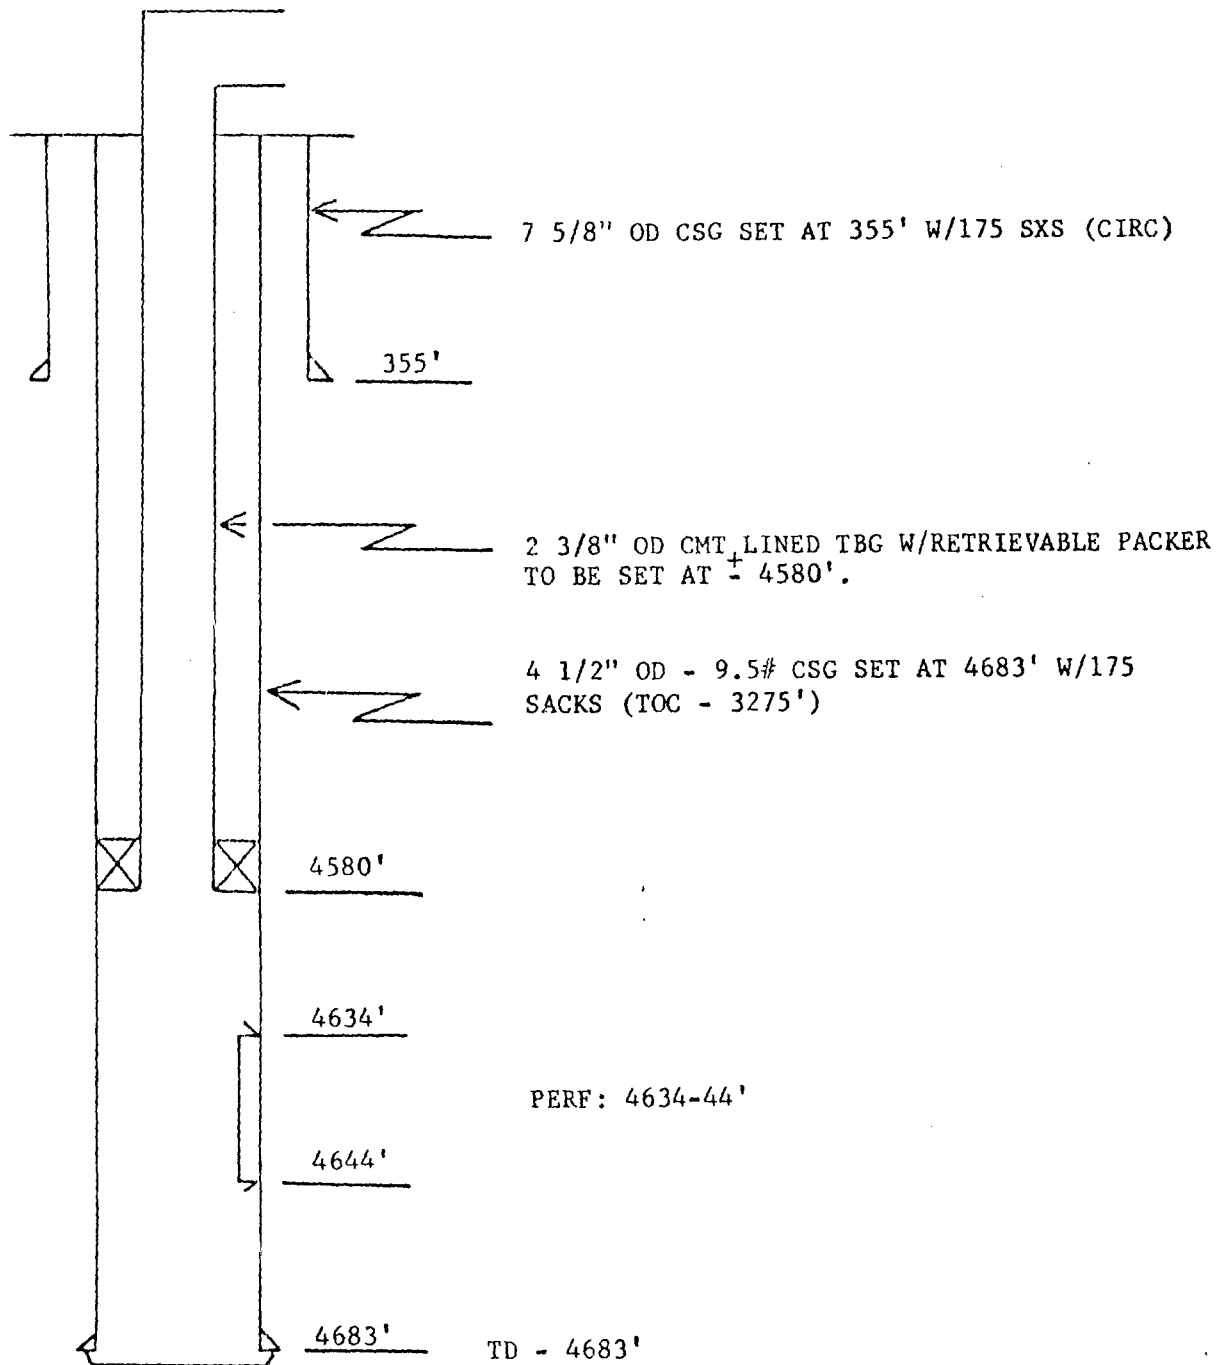 7 5/8" OD CSG SET AT 355' W/175 SXS (CIRC)
355'
2 3/8" OD CMT LINED TBG W/RETRIEVABLE PACKER
TO BE SET AT ± 4580'.
4 1/2" OD - 9.5# CSG SET AT 4683' W/175
SACKS (TOC - 3275')
4580'
4634'
PERF: 4634-44'
4644'
4683'
TD - 4683'